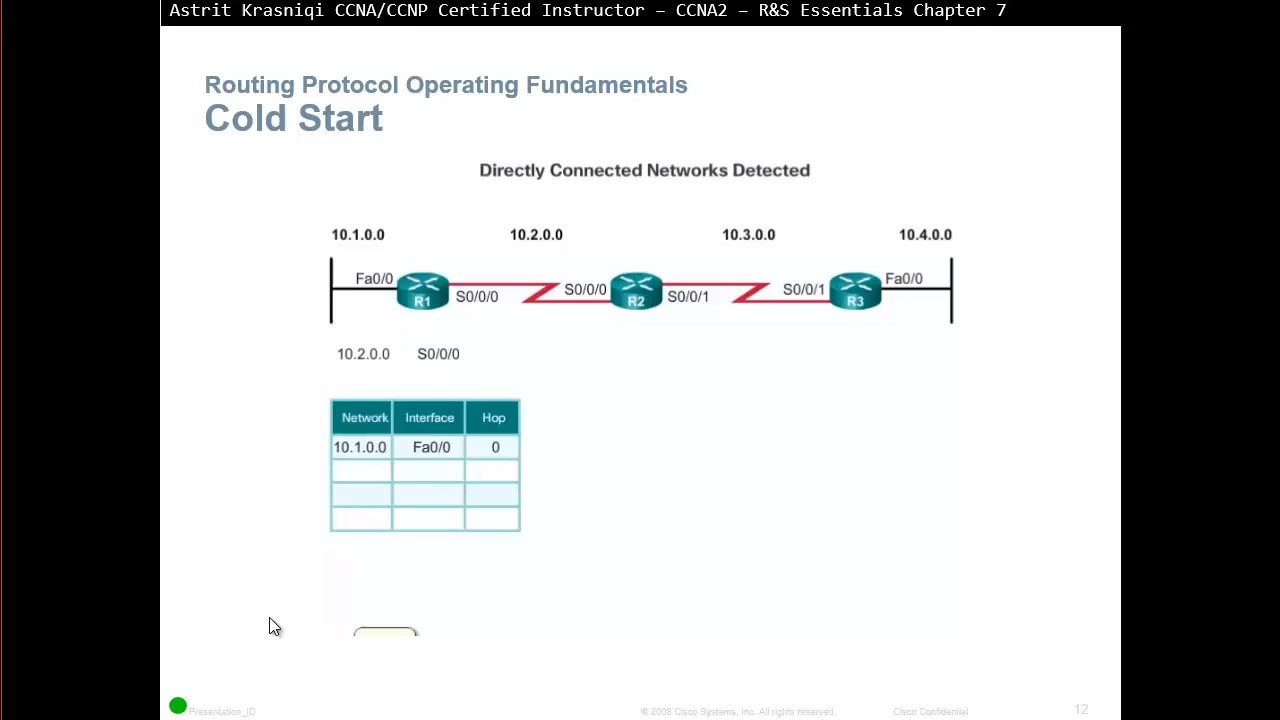 Astrit Krasniqi CCNA/CCNP Certified Instructor – CCNA2 – R&S Essentials Chapter 7
Routing Protocol Operating Fundamentals
Cold Start
Directly Connected Networks Detected
10.1.0.0 10.2.0.0 10.3.0.0 10.4.0.0
Fa0/0 R1 S0/0/0 S0/0/0 R2 S0/0/1 S0/0/1 R3 Fa0/0
10.2.0.0 S0/0/0
Network Interface Hop
10.1.0.0 Fa0/0 0
Presentation_ID © 2008 Cisco Systems, Inc. All rights reserved. Cisco Confidential 12